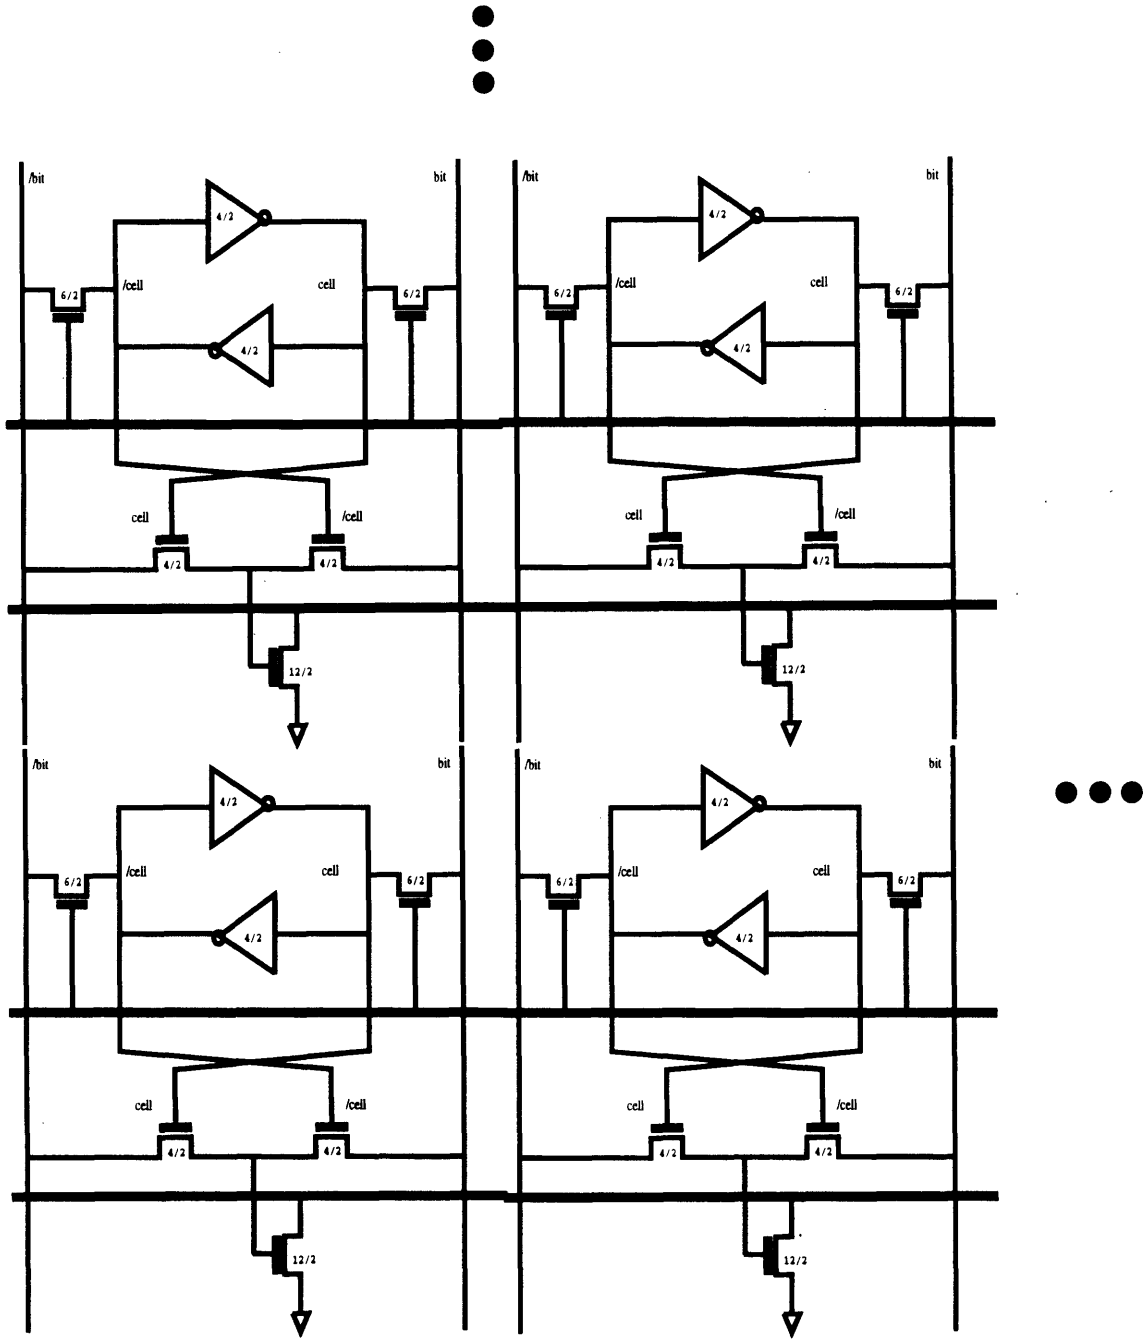 /bit bit /bit bit
4/2 4/2
/cell cell /cell cell
6/2 6/2 6/2 6/2
4/2 4/2
cell /cell cell /cell
4/2 4/2 4/2 4/2
12/2 12/2
/bit bit /bit bit
4/2 4/2
/cell cell /cell cell
6/2 6/2 6/2 6/2
4/2 4/2
cell /cell cell /cell
4/2 4/2 4/2 4/2
12/2 12/2